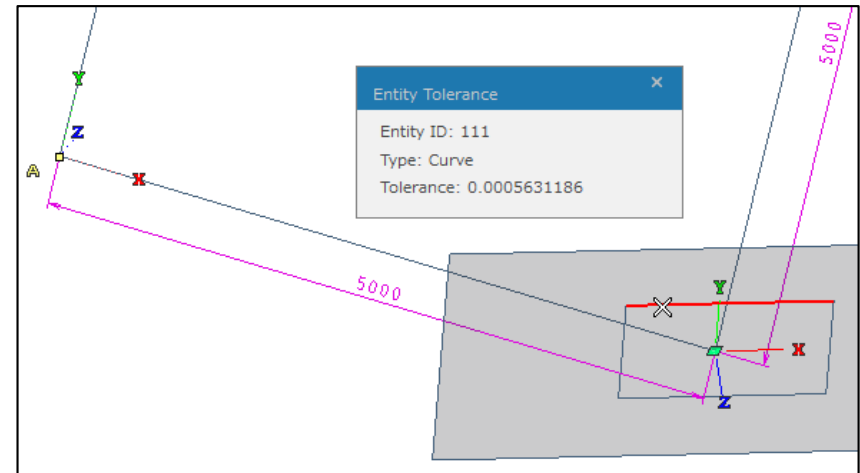 5000
Y
Entity Tolerance
×
Z
Entity ID: 111
Type: Curve
A
X
Tolerance: 0.0005631186
5000
Y
X
Z